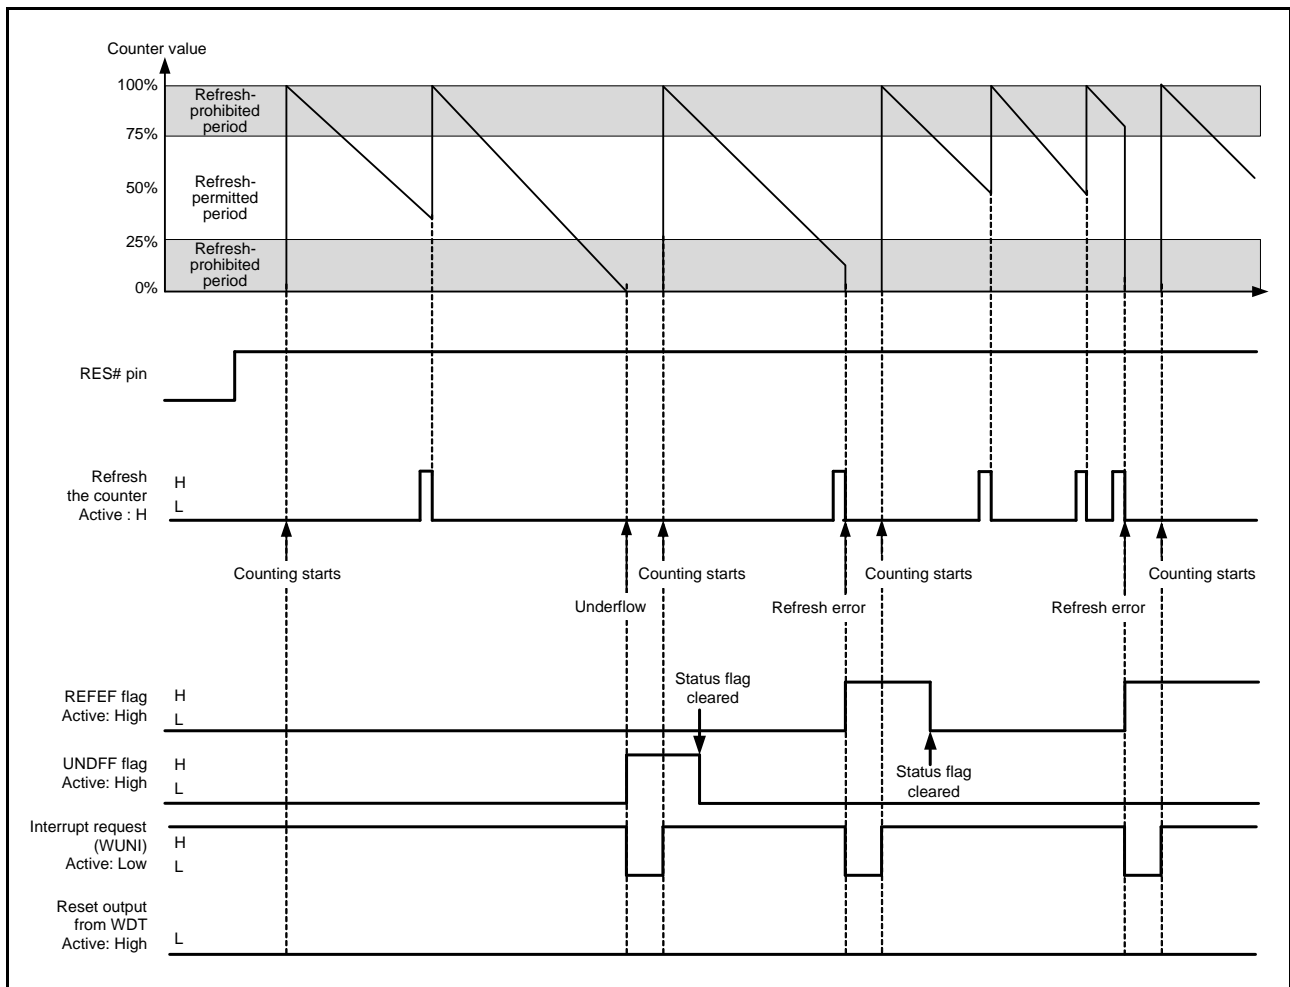 Counter value
100%
Refresh-
prohibited
period
75%
Refresh-
permitted
period
50%
25%
Refresh-
prohibited
period
0%
RES# pin
Refresh
the counter
Active : H
H
L
Counting starts
Counting starts
Counting starts
Counting starts
Underflow
Refresh error
Refresh error
REFEF flag
Active: High
H
L
Status flag
cleared
UNDFF flag
Active: High
H
L
Status flag
cleared
Interrupt request
(WUNI)
Active: Low
H
L
Reset output
from WDT
Active: High
L